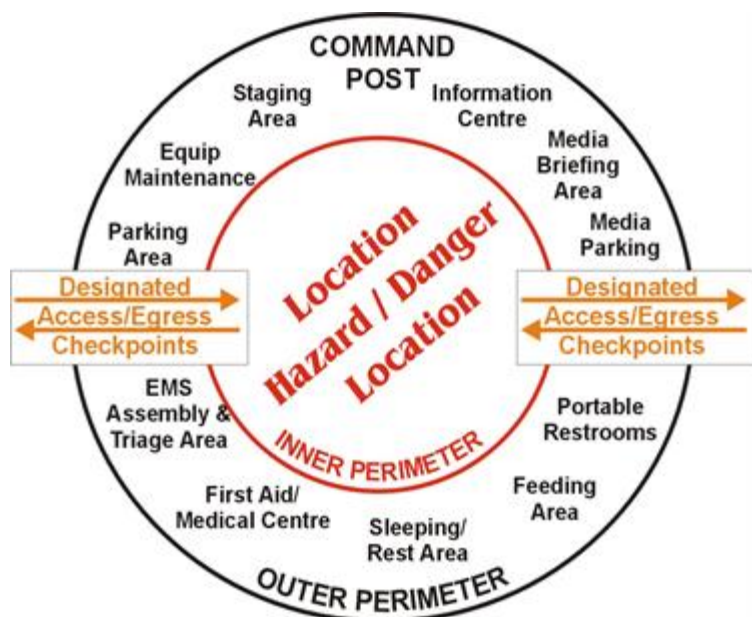 COMMAND
POST
Staging
Area
Information
Centre
Equip
Maintenance
Media
Briefing
Area
Parking
Area
Media
Parking
Location
Hazard / Danger
Location
Designated
Access/Egress
Checkpoints
Designated
Access/Egress
Checkpoints
EMS
Assembly &
Triage Area
Portable
Restrooms
INNER PERIMETER
First Aid/
Medical Centre
Sleeping/
Rest Area
Feeding
Area
OUTER PERIMETER